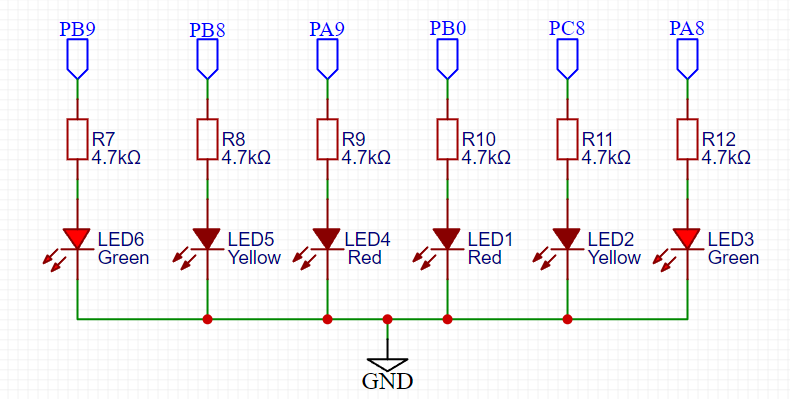 PB9
PB8
PA9
PB0
PC8
PA8
R7
4.7kΩ
R8
4.7kΩ
R9
4.7kΩ
R10
4.7kΩ
R11
4.7kΩ
R12
4.7kΩ
LED6
Green
LED5
Yellow
LED4
Red
LED1
Red
LED2
Yellow
LED3
Green
GND